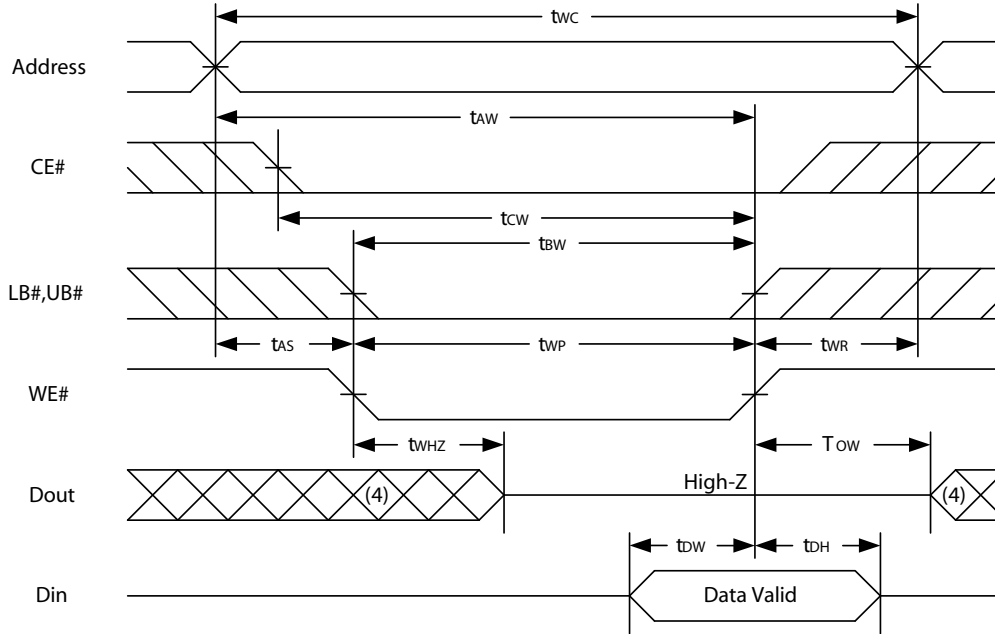 tWC
Address
tAW
CE#
tCW
tBW
LB#,UB#
tAS tWP tWR
WE#
tWHZ TOW
Dout (4) High-Z (4)
tDW tDH
Din Data Valid